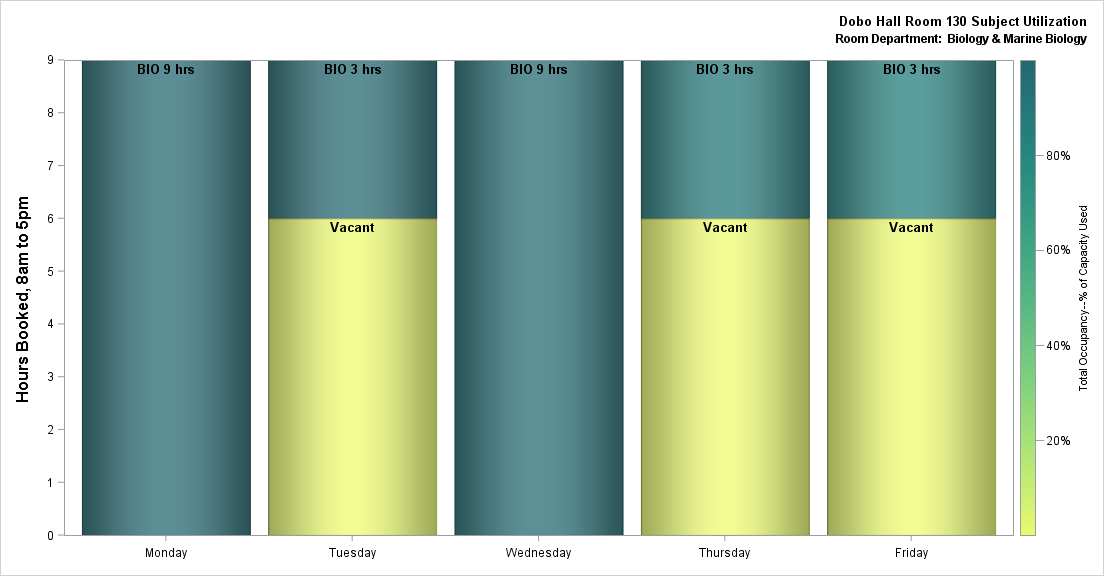 Dobo Hall Room 130 Subject Utilization
Room Department: Biology & Marine Biology
Hours Booked, 8am to 5pm
9
8
7
6
5
4
3
2
1
0
BIO 9 hrs
BIO 3 hrs
BIO 9 hrs
BIO 3 hrs
BIO 3 hrs
Vacant
Vacant
Vacant
Monday
Tuesday
Wednesday
Thursday
Friday
80%
60%
40%
20%
Total Occupancy--% of Capacity Used